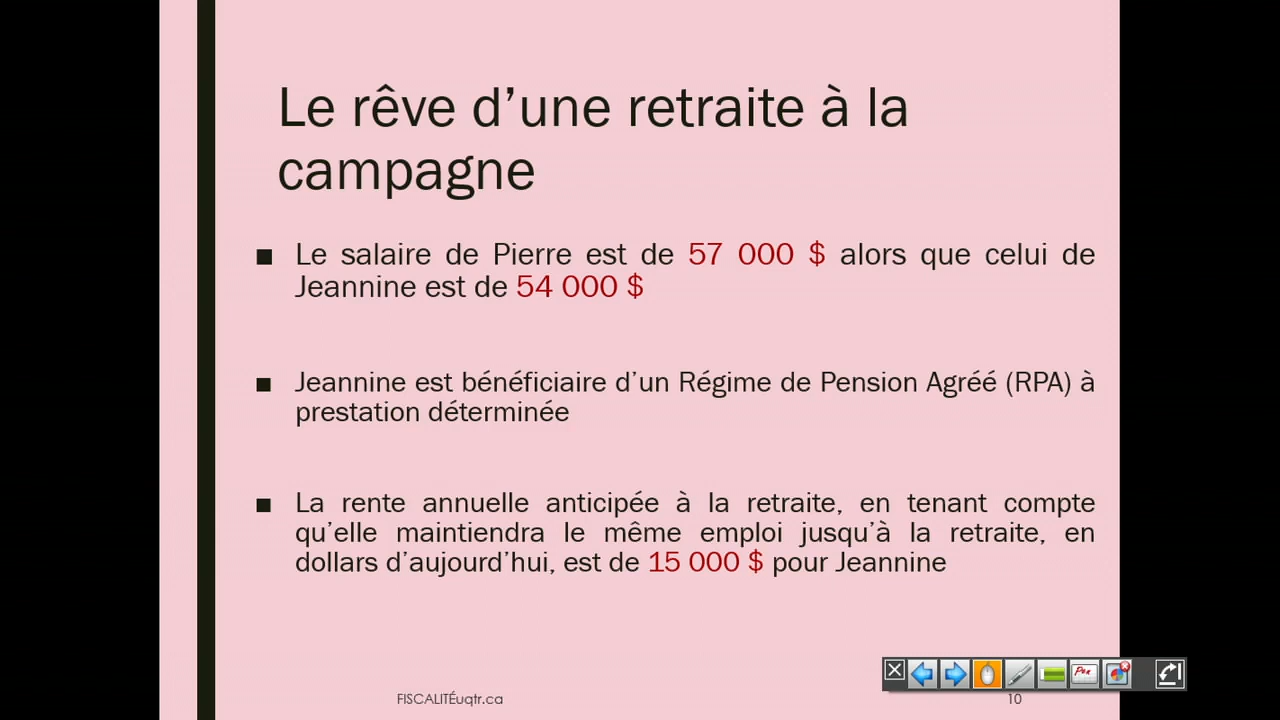 Le rêve d’une retraite à la
campagne
▪ Le salaire de Pierre est de 57 000 $ alors que celui de
Jeannine est de 54 000 $
▪ Jeannine est bénéficiaire d’un Régime de Pension Agréé (RPA) à
prestation déterminée
▪ La rente annuelle anticipée à la retraite, en tenant compte
qu’elle maintiendra le même emploi jusqu’à la retraite, en
dollars d’aujourd’hui, est de 15 000 $ pour Jeannine
Pen
FISCALITÉuqtr.ca
10